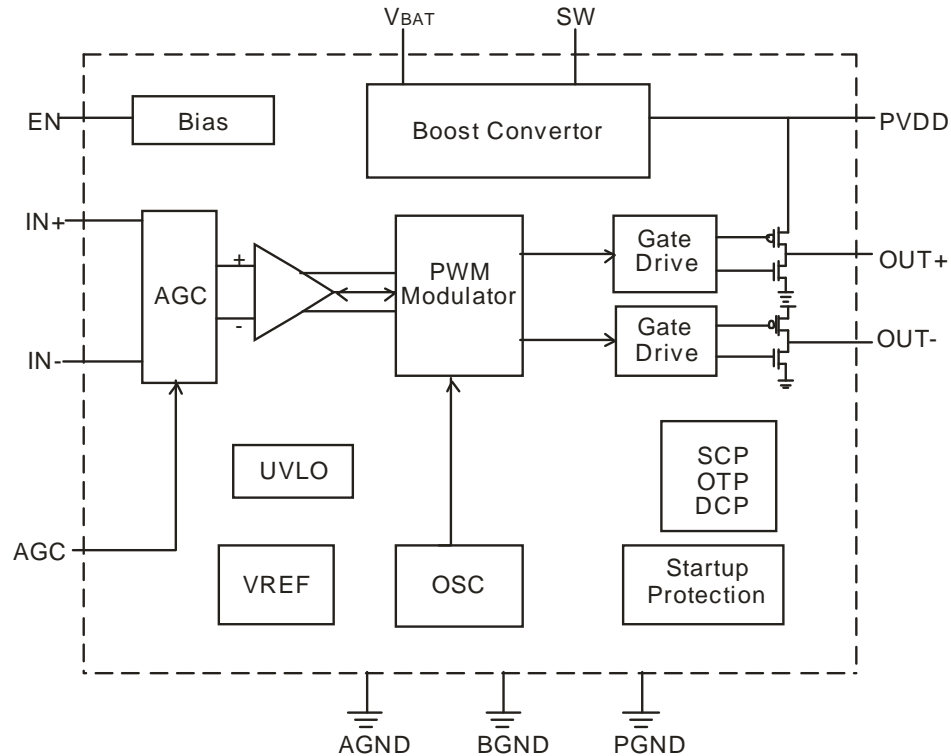 VBAT
SW
EN
Bias
Boost Convertor
PVDD
IN+
AGC
+
-
PWM
Modulator
Gate
Drive
OUT+
Gate
Drive
OUT-
IN-
UVLO
SCP
OTP
DCP
AGC
VREF
OSC
Startup
Protection
AGND
BGND
PGND